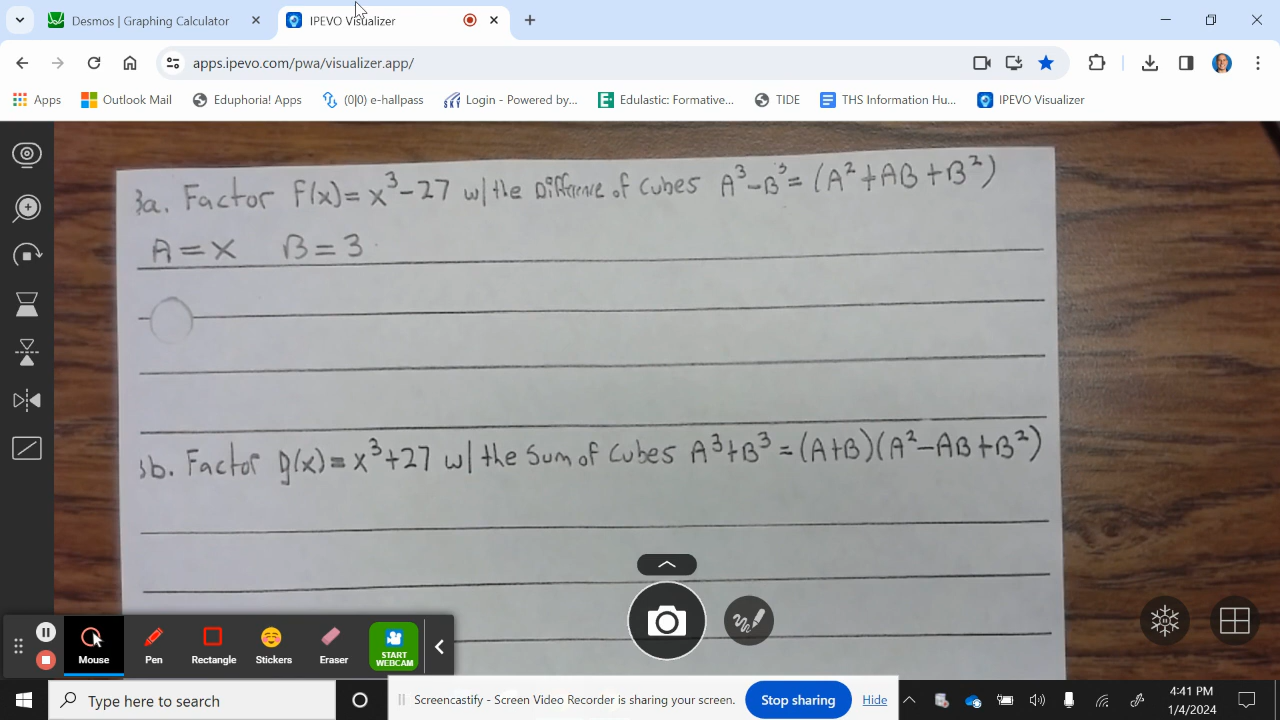 Desmos | Graphing Calculator
IPEVO Visualizer
apps.ipevo.com/pwa/visualizer.app/
Apps
Outlook Mail
Eduphoria! Apps
(0|0) e-hallpass
Login - Powered by...
Edulastic: Formative...
TIDE
THS Information Hu...
IPEVO Visualizer
3a. Factor f(x)=x³-27 w/ the Difference of Cubes A³-B³=(A²+AB+B²)
A=x B=3
3b. Factor g(x)=x³+27 w/ the Sum of Cubes A³+B³=(A+B)(A²-AB+B²)
Mouse
Pen
Rectangle
Stickers
Eraser
START
WEBCAM
Type here to search
Screencastify - Screen Video Recorder is sharing your screen.
Stop sharing
Hide
4:41 PM
1/4/2024